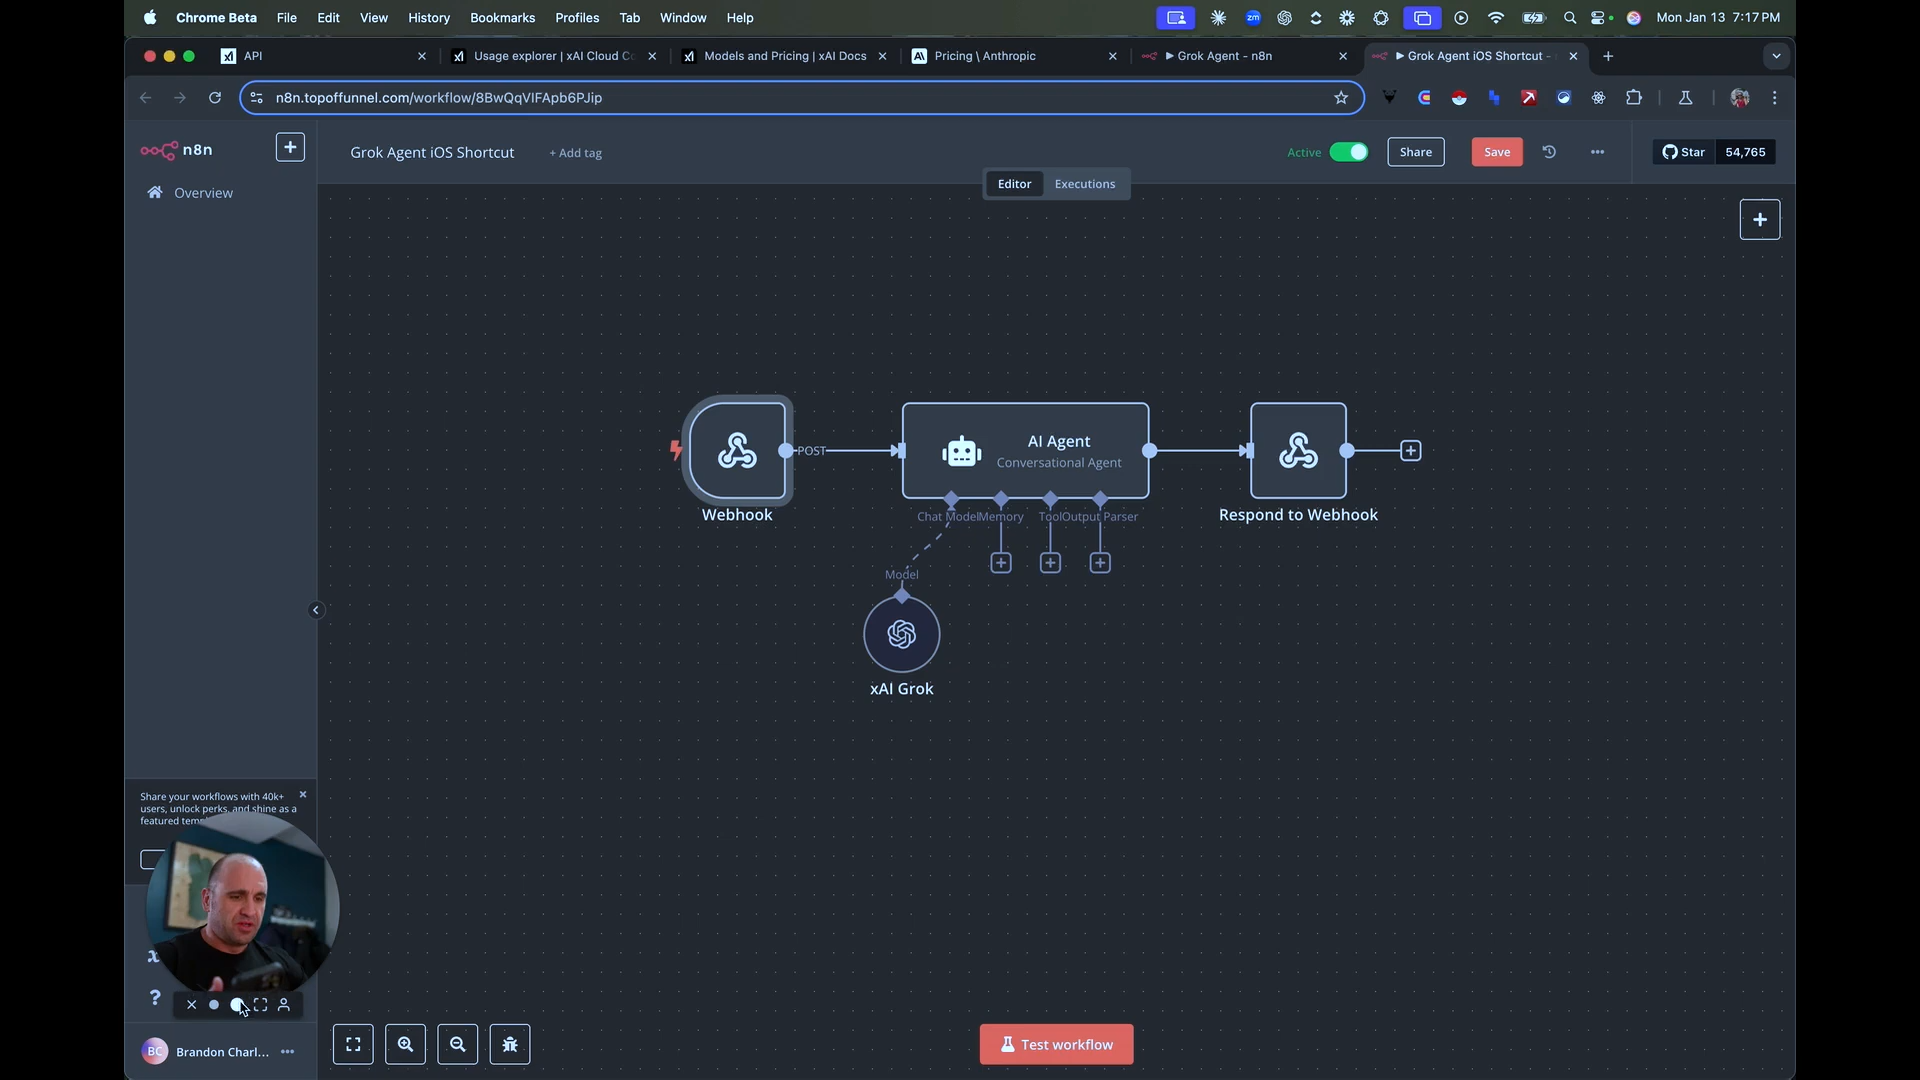 Chrome Beta File Edit View History Bookmarks Profiles Tab Window Help
Mon Jan 13 7:17 PM
API
Usage explorer | xAI Cloud Co
Models and Pricing | xAI Docs
Pricing \ Anthropic
Grok Agent - n8n
Grok Agent iOS Shortcut -
n8n.topoffunnel.com/workflow/8BwQqVIFApb6PJip
n8n
Grok Agent iOS Shortcut
+ Add tag
Active
Share
Save
Star
54,765
Editor
Executions
Overview
POST
AI Agent
Conversational Agent
Webhook
Chat Model
Memory
Tool
Output Parser
Respond to Webhook
Model
xAI Grok
Share your workflows with 40k+
users, unlock perks, and shine as a
featured
?
BC
Brandon Charl...
Test workflow